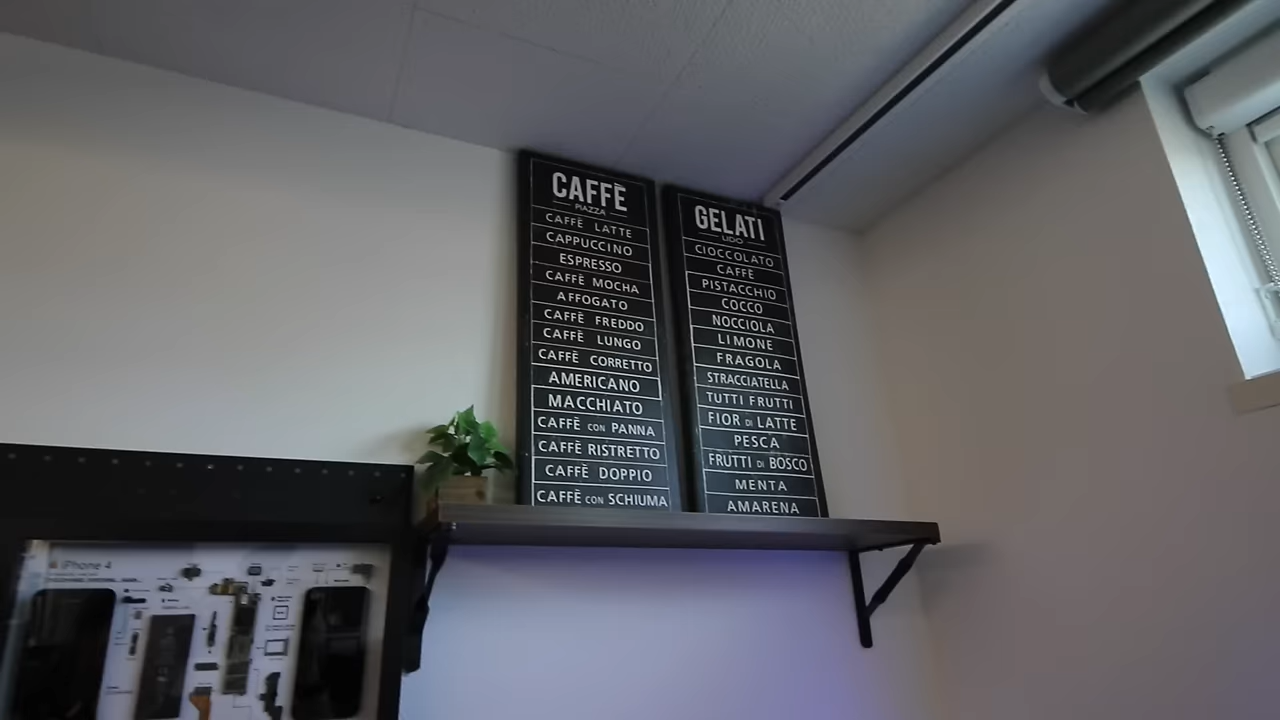 CAFFÈ
PIAZZA
CAFFÈ LATTE
CAPPUCCINO
ESPRESSO
CAFFÈ MOCHA
AFFOGATO
CAFFÈ FREDDO
CAFFÈ LUNGO
CAFFÈ CORRETTO
AMERICANO
MACCHIATO
CAFFÈ CON PANNA
CAFFÈ RISTRETTO
CAFFÈ DOPPIO
CAFFÈ CON SCHIUMA
GELATI
LIDO
CIOCCOLATO
CAFFÈ
PISTACCHIO
COCCO
NOCCIOLA
LIMONE
FRAGOLA
STRACCIATELLA
TUTTI FRUTTI
FIOR DI LATTE
PESCA
FRUTTI DI BOSCO
MENTA
AMARENA
iPhone 4